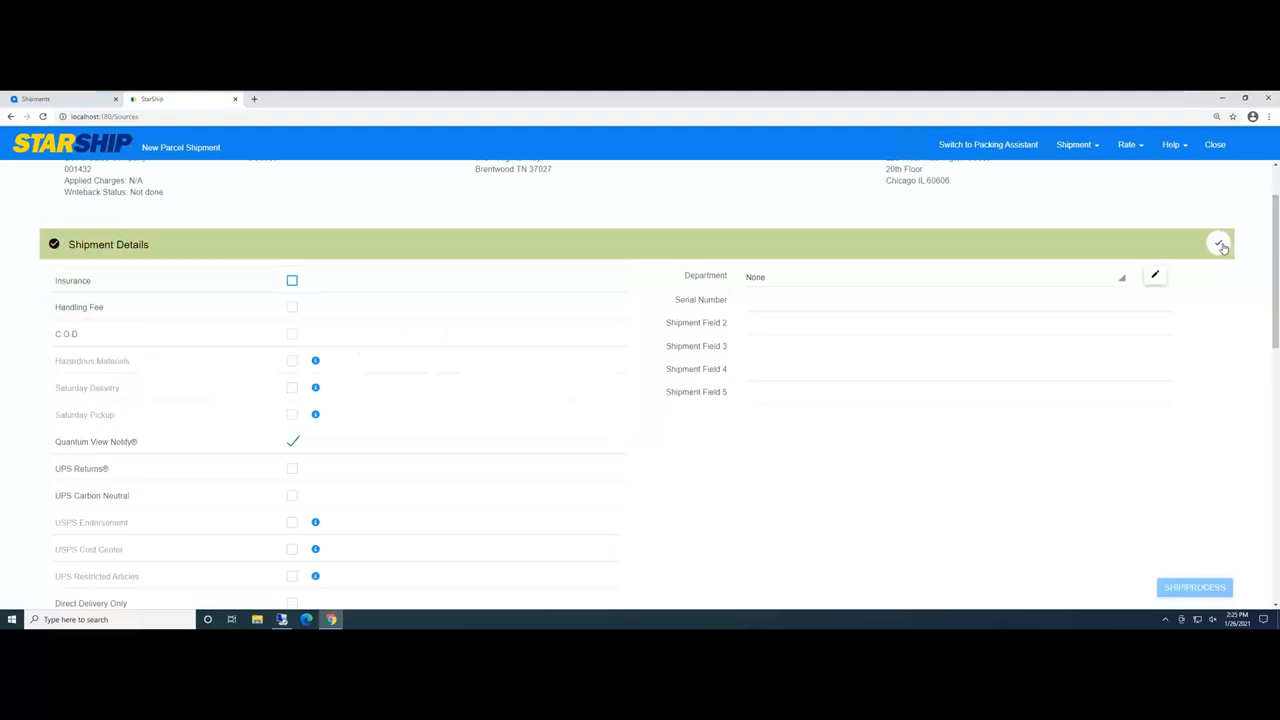 Shipments
StarShip
localhost:180/Sources
STARSHIP New Parcel Shipment
Switch to Packing Assistant Shipment Rate Help Close
001432
Applied Charges: N/A
Writeback Status: Not done
Brentwood TN 37027
20th Floor
Chicago IL 60606
Shipment Details
Insurance
Handling Fee
C.O.D.
Hazardous Materials
Saturday Delivery
Saturday Pickup
Quantum View Notify®
UPS Returns®
UPS Carbon Neutral
USPS Endorsement
USPS Cost Center
UPS Restricted Articles
Direct Delivery Only
Department None
Serial Number
Shipment Field 2
Shipment Field 3
Shipment Field 4
Shipment Field 5
SHIP/PROCESS
Type here to search
2:25 PM
1/26/2021